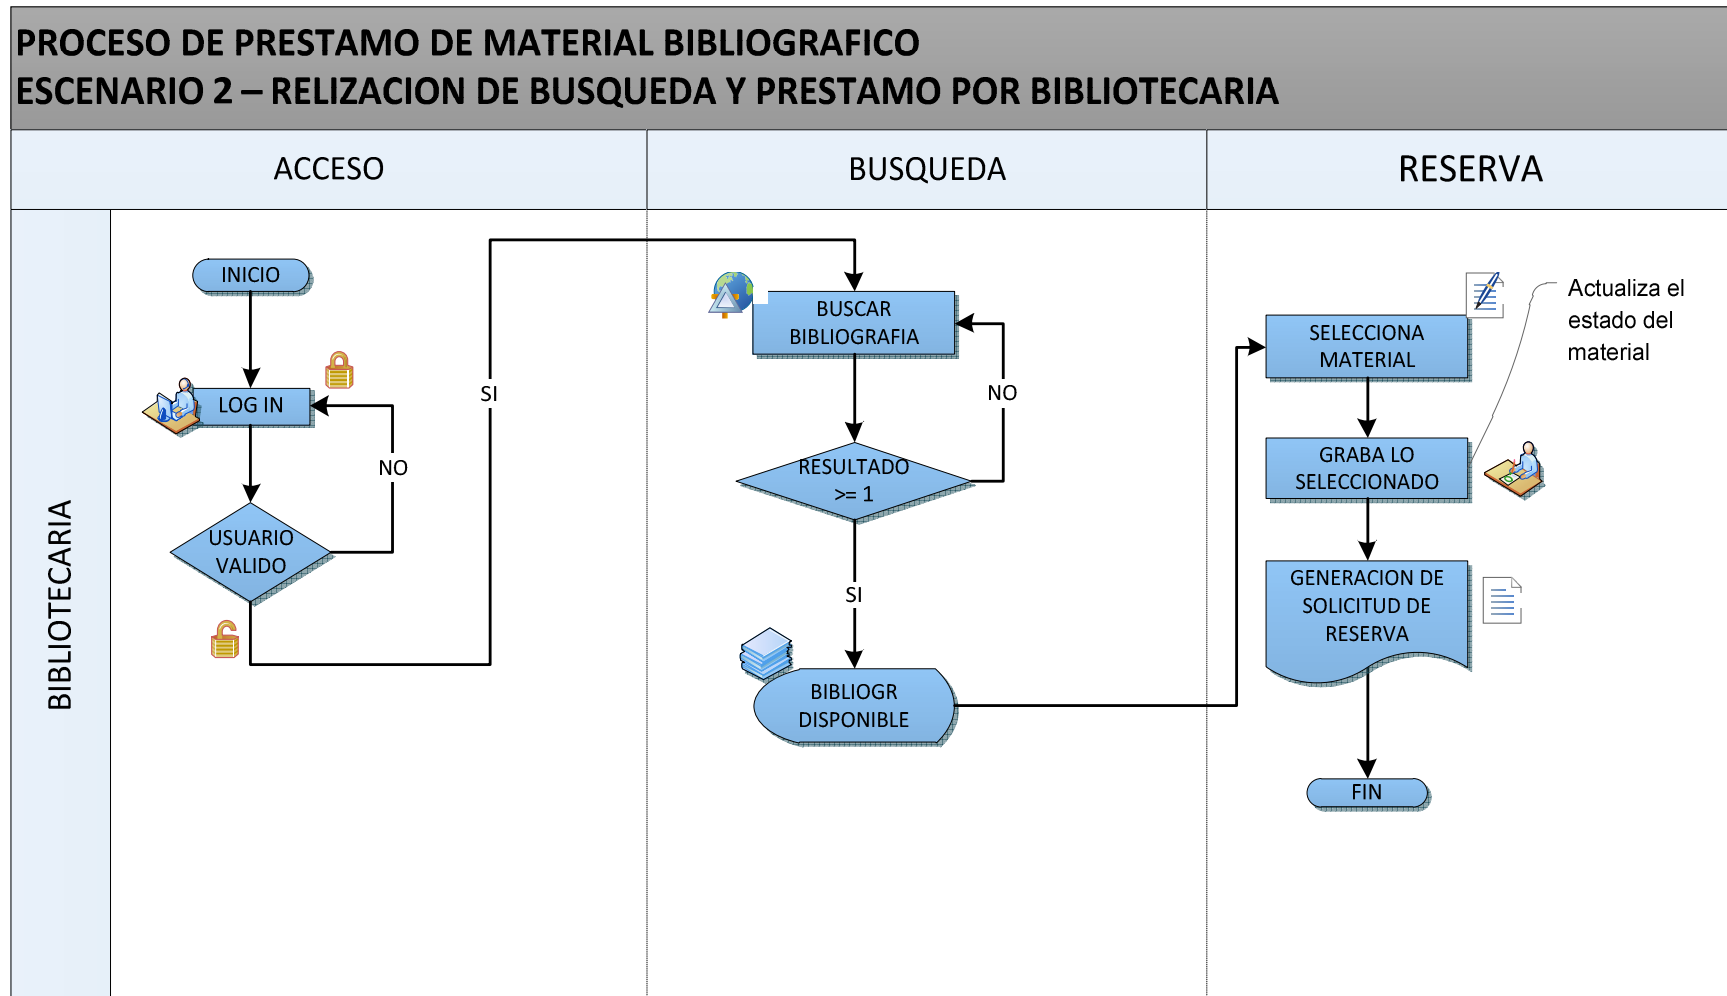 PROCESO DE PRESTAMO DE MATERIAL BIBLIOGRAFICO
ESCENARIO 2 – RELIZACION DE BUSQUEDA Y PRESTAMO POR BIBLIOTECARIA
ACCESO
BUSQUEDA
RESERVA
BIBLIOTECARIA
INICIO
LOG IN
NO
USUARIO
VALIDO
SI
BUSCAR
BIBLIOGRAFIA
NO
RESULTADO
>= 1
SI
BIBLIOGR
DISPONIBLE
SELECCIONA
MATERIAL
Actualiza el
estado del
material
GRABA LO
SELECCIONADO
GENERACION DE
SOLICITUD DE
RESERVA
FIN